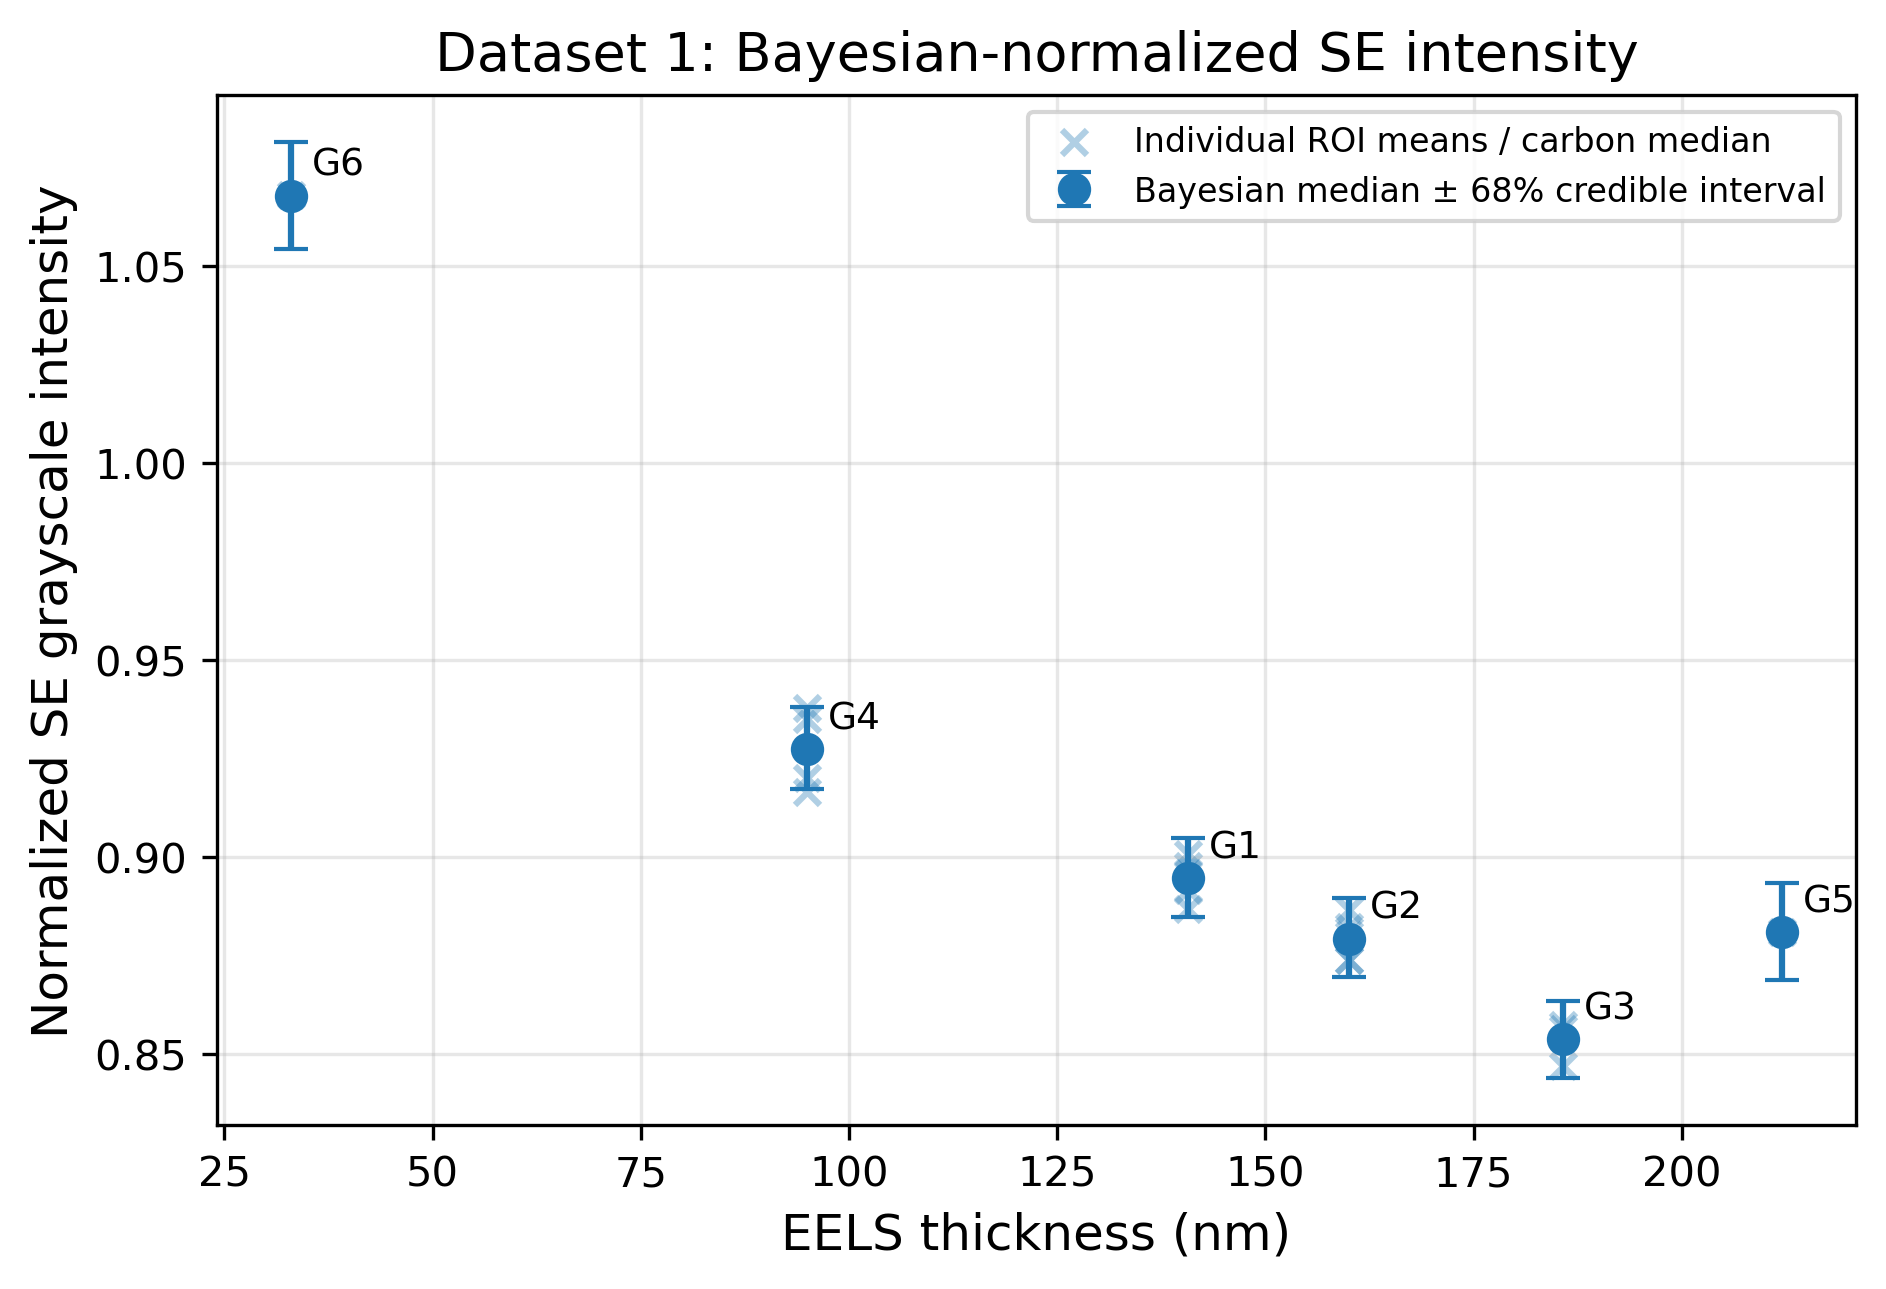 Dataset 1: Bayesian-normalized SE intensity
Individual ROI means / carbon median
Bayesian median ± 68% credible interval
G6
G4
G1
G2
G5
G3
Normalized SE grayscale intensity
1.05
1.00
0.95
0.90
0.85
25 50 75 100 125 150 175 200
EELS thickness (nm)